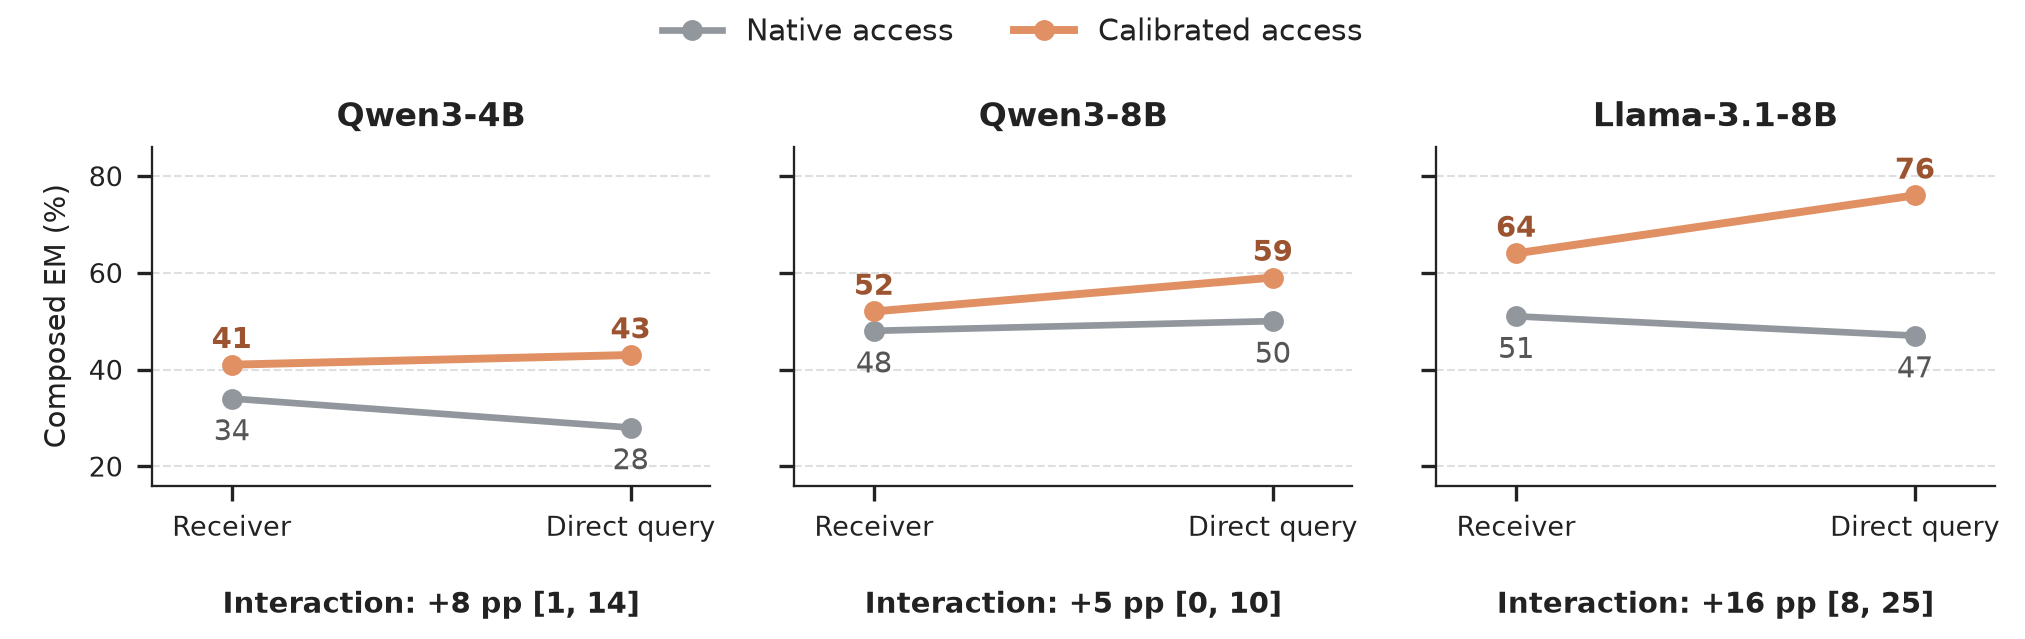 Native access
Calibrated access
Qwen3-4B
Qwen3-8B
Llama-3.1-8B
Composed EM (%)
80
60
40
20
41
43
34
28
52
59
48
50
64
76
51
47
Receiver
Direct query
Receiver
Direct query
Receiver
Direct query
Interaction: +8 pp [1, 14]
Interaction: +5 pp [0, 10]
Interaction: +16 pp [8, 25]